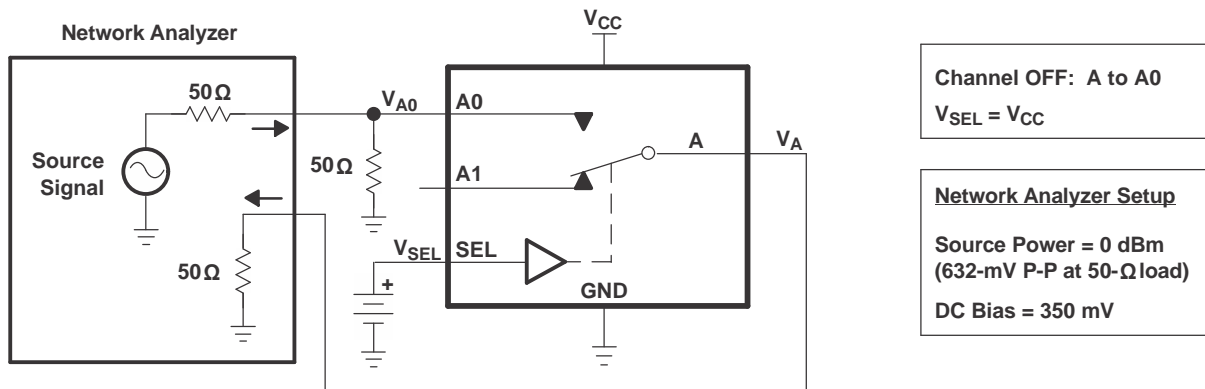 Network Analyzer
50Ω
Source
Signal
50Ω
VA0
50Ω
VSEL
+
VCC
A0
A1
SEL
A
GND
VA
Channel OFF: A to A0
VSEL = VCC
Network Analyzer Setup
Source Power = 0 dBm
(632-mV P-P at 50-Ω load)
DC Bias = 350 mV